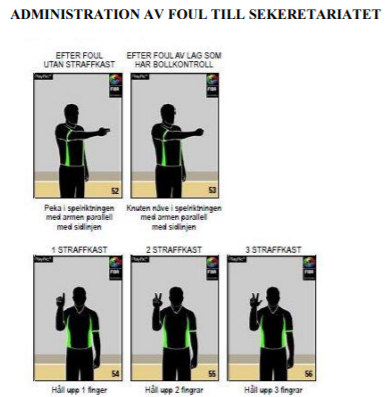 ADMINISTRATION AV FOUL TILL SEKERETARIATET
EFTER FOUL
UTAN STRAFFKAST
EFTER FOUL AV LAG SOM
HAR BOLLKONTROLL
52
53
Peka i spelriktningen
med armen parallell
med sidlinjen
Knuten näve i spelriktningen
med armen parallell
med sidlinjen
1 STRAFFKAST
2 STRAFFKAST
3 STRAFFKAST
54
55
56
Håll upp 1 finger
Håll upp 2 fingrar
Håll upp 3 fingrar